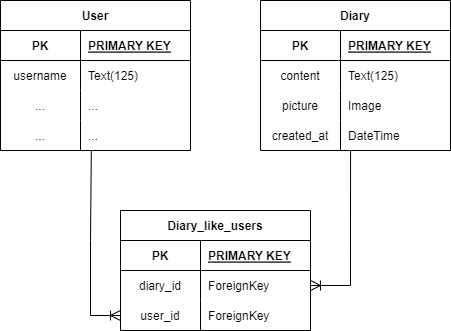 User
PK PRIMARY KEY
username Text(125)
... ...
... ...
Diary
PK PRIMARY KEY
content Text(125)
picture Image
created_at DateTime
Diary_like_users
PK PRIMARY KEY
diary_id ForeignKey
user_id ForeignKey